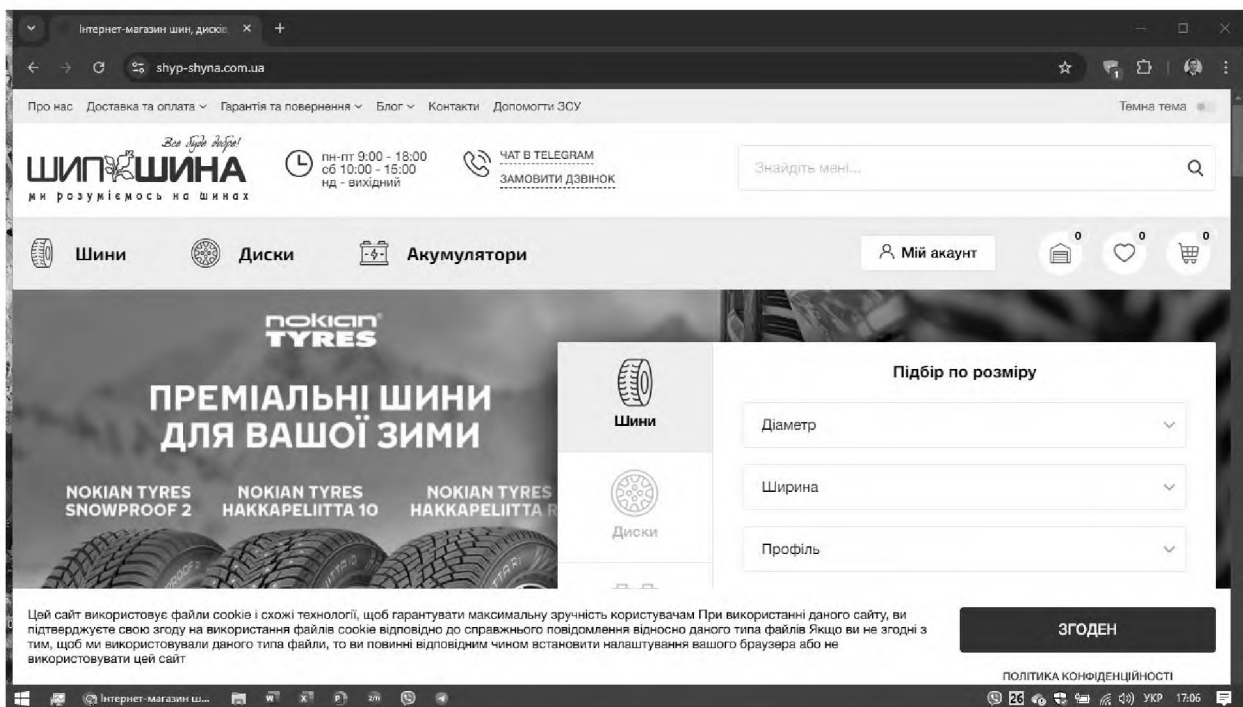 Інтернет-магазин шин, дисків
shyp-shyna.com.ua
Про нас Доставка та оплата Гарантія та повернення Блог Контакти Допомогти ЗСУ Темна тема
Все буде добре!
ШИПШИНА
ми розуміємось на шинах
пн-пт 9:00 - 18:00
сб 10:00 - 15:00
нд - вихідний
ЧАТ В TELEGRAM
ЗАМОВИТИ ДЗВІНОК
Знайдіть мені...
Шини Диски Акумулятори Мій акаунт 0 0 0
nokian
TYRES
ПРЕМІАЛЬНІ ШИНИ
ДЛЯ ВАШОЇ ЗИМИ
NOKIAN TYRES
SNOWPROOF 2
NOKIAN TYRES
HAKKAPELIITTA 10
NOKIAN TYRES
HAKKAPELIITTA R
Шини
Диски
Підбір по розміру
Діаметр
Ширина
Профіль
Цей сайт використовує файли cookie і схожі технології, щоб гарантувати максимальну зручність користувачам При використанні даного сайту, ви
підтверджуєте свою згоду на використання файлів cookie відповідно до справжнього повідомлення відносно даного типа файлів Якщо ви не згодні з
тим, щоб ми використовували даного типа файли, то ви повинні відповідним чином встановити налаштування вашого браузера або не
використовувати цей сайт
ЗГОДЕН
ПОЛІТИКА КОНФІДЕНЦІЙНОСТІ
Інтернет-магазин ш... 26 УКР 17:06